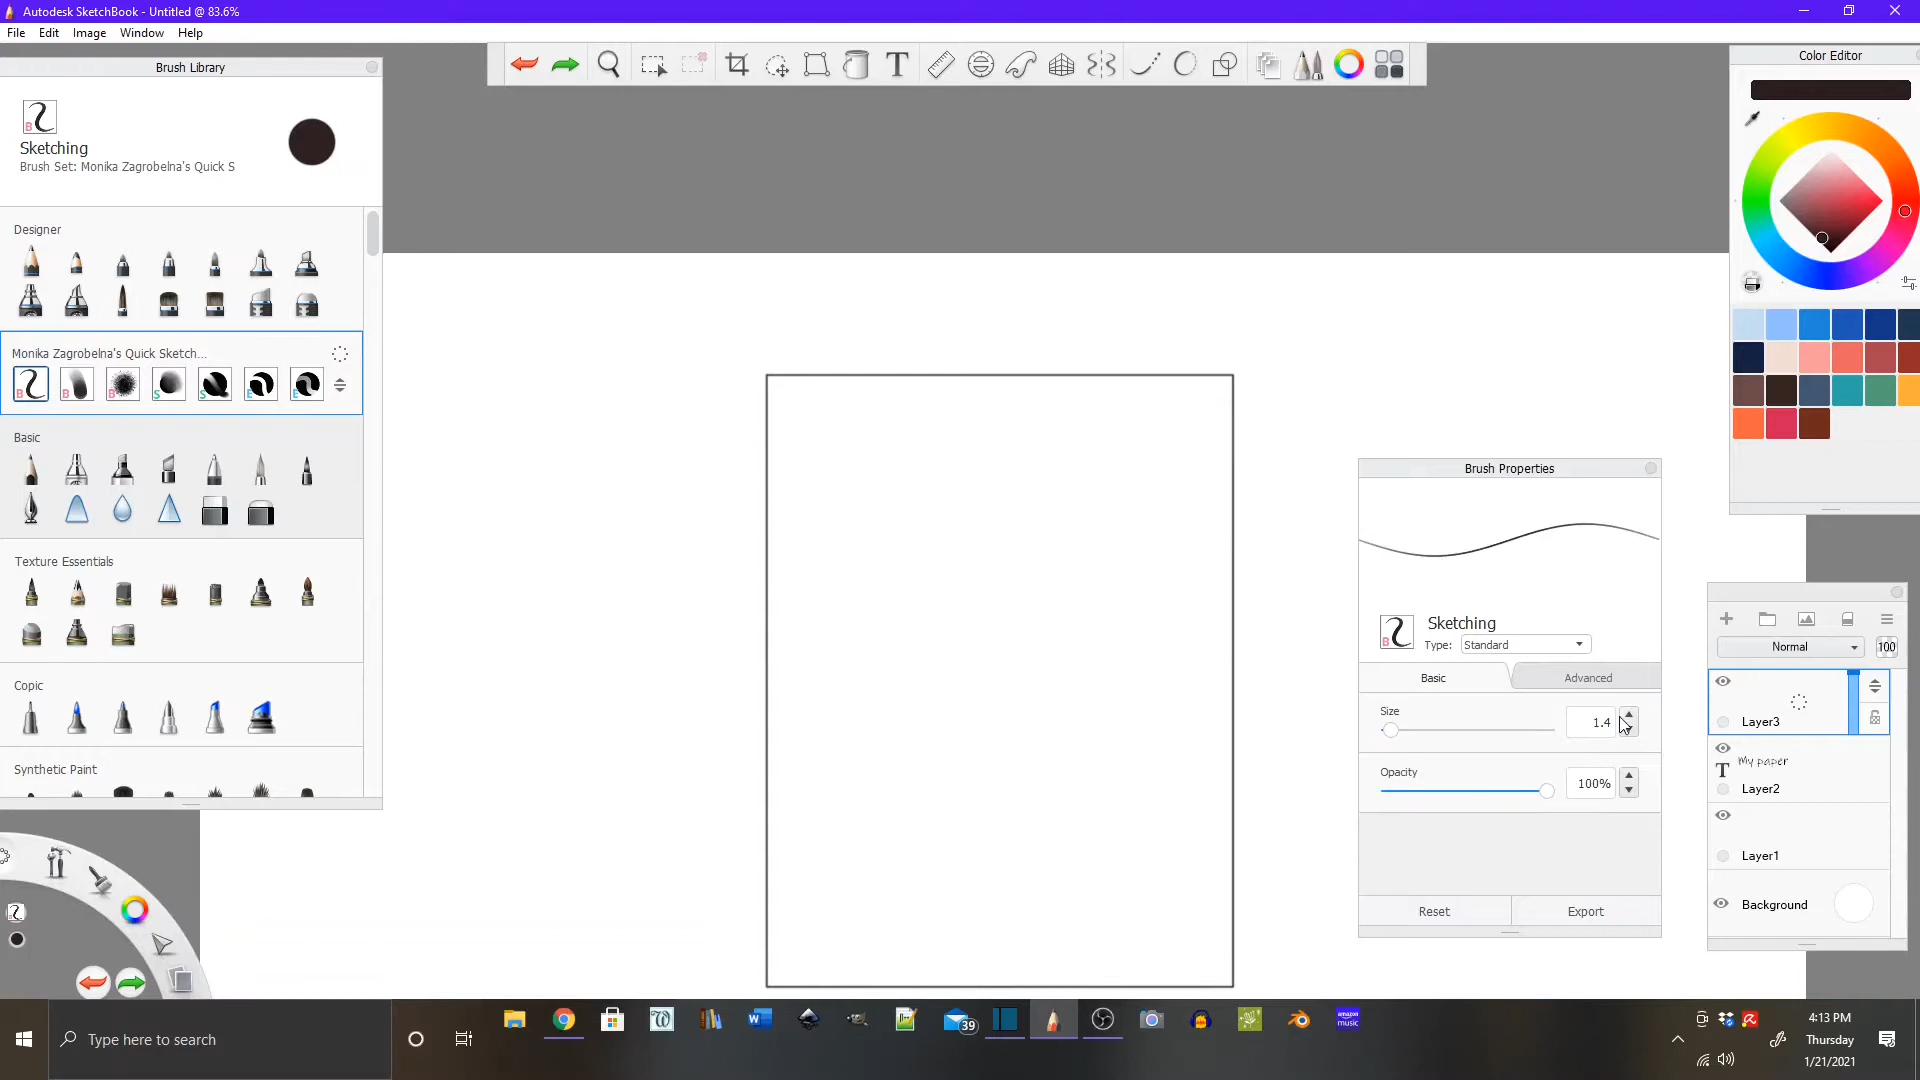 Autodesk SketchBook - Untitled @ 83.6%
File Edit Image Window Help
Brush Library
Sketching
Brush Set: Monika Zagrobelna's Quick S
Designer
Monika Zagrobelna's Quick Sketch...
B B B S S E E
Basic
Texture Essentials
Copic
Synthetic Paint
T
Color Editor
Brush Properties
B
Sketching
Type: Standard
Basic Advanced
Size
1.4
Opacity
100%
Reset Export
Normal 100
Layer3
T My paper
Layer2
Layer1
Background
Type here to search
W
39
amazon music
4:13 PM
Thursday
1/21/2021